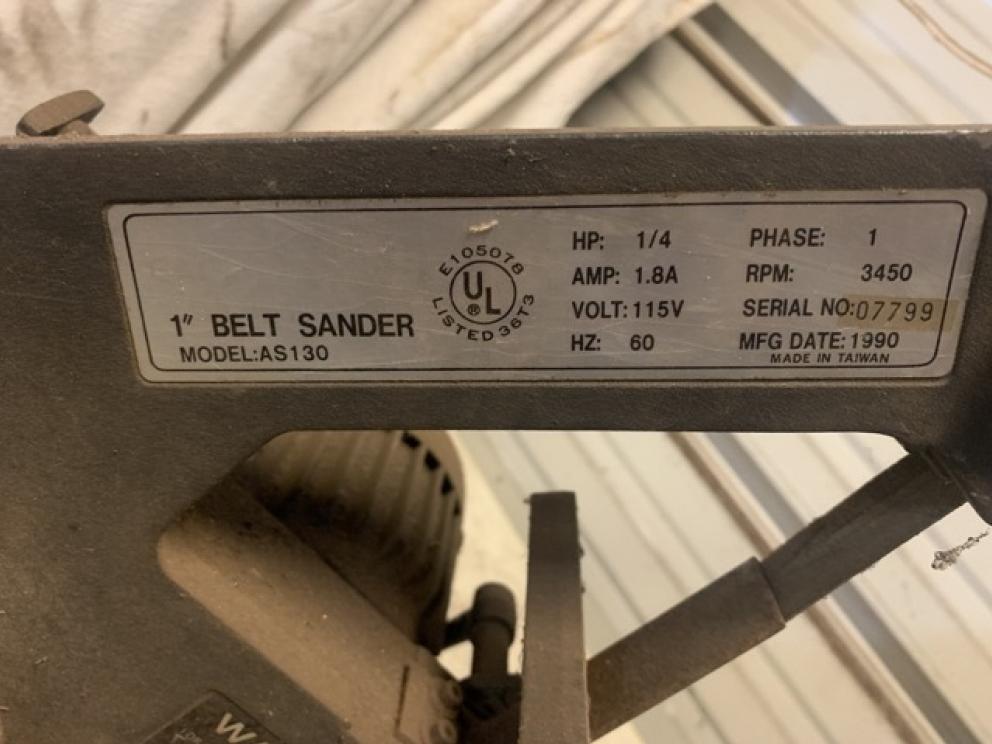 1" BELT SANDER
MODEL:AS130
E105078
UL
®
LISTED 36T3
HP: 1/4
AMP: 1.8A
VOLT: 115V
HZ: 60
PHASE: 1
RPM: 3450
SERIAL NO: 07799
MFG DATE: 1990
MADE IN TAIWAN